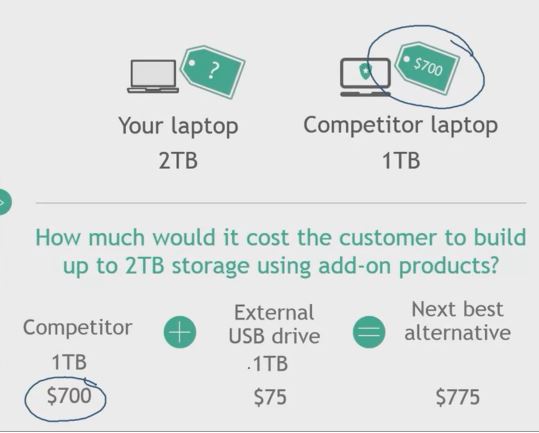 ?
$700
Your laptop
Competitor laptop
2TB
1TB
How much would it cost the customer to build
up to 2TB storage using add-on products?
Competitor
+
External
USB drive
=
Next best
alternative
1TB
1TB
$700
$75
$775